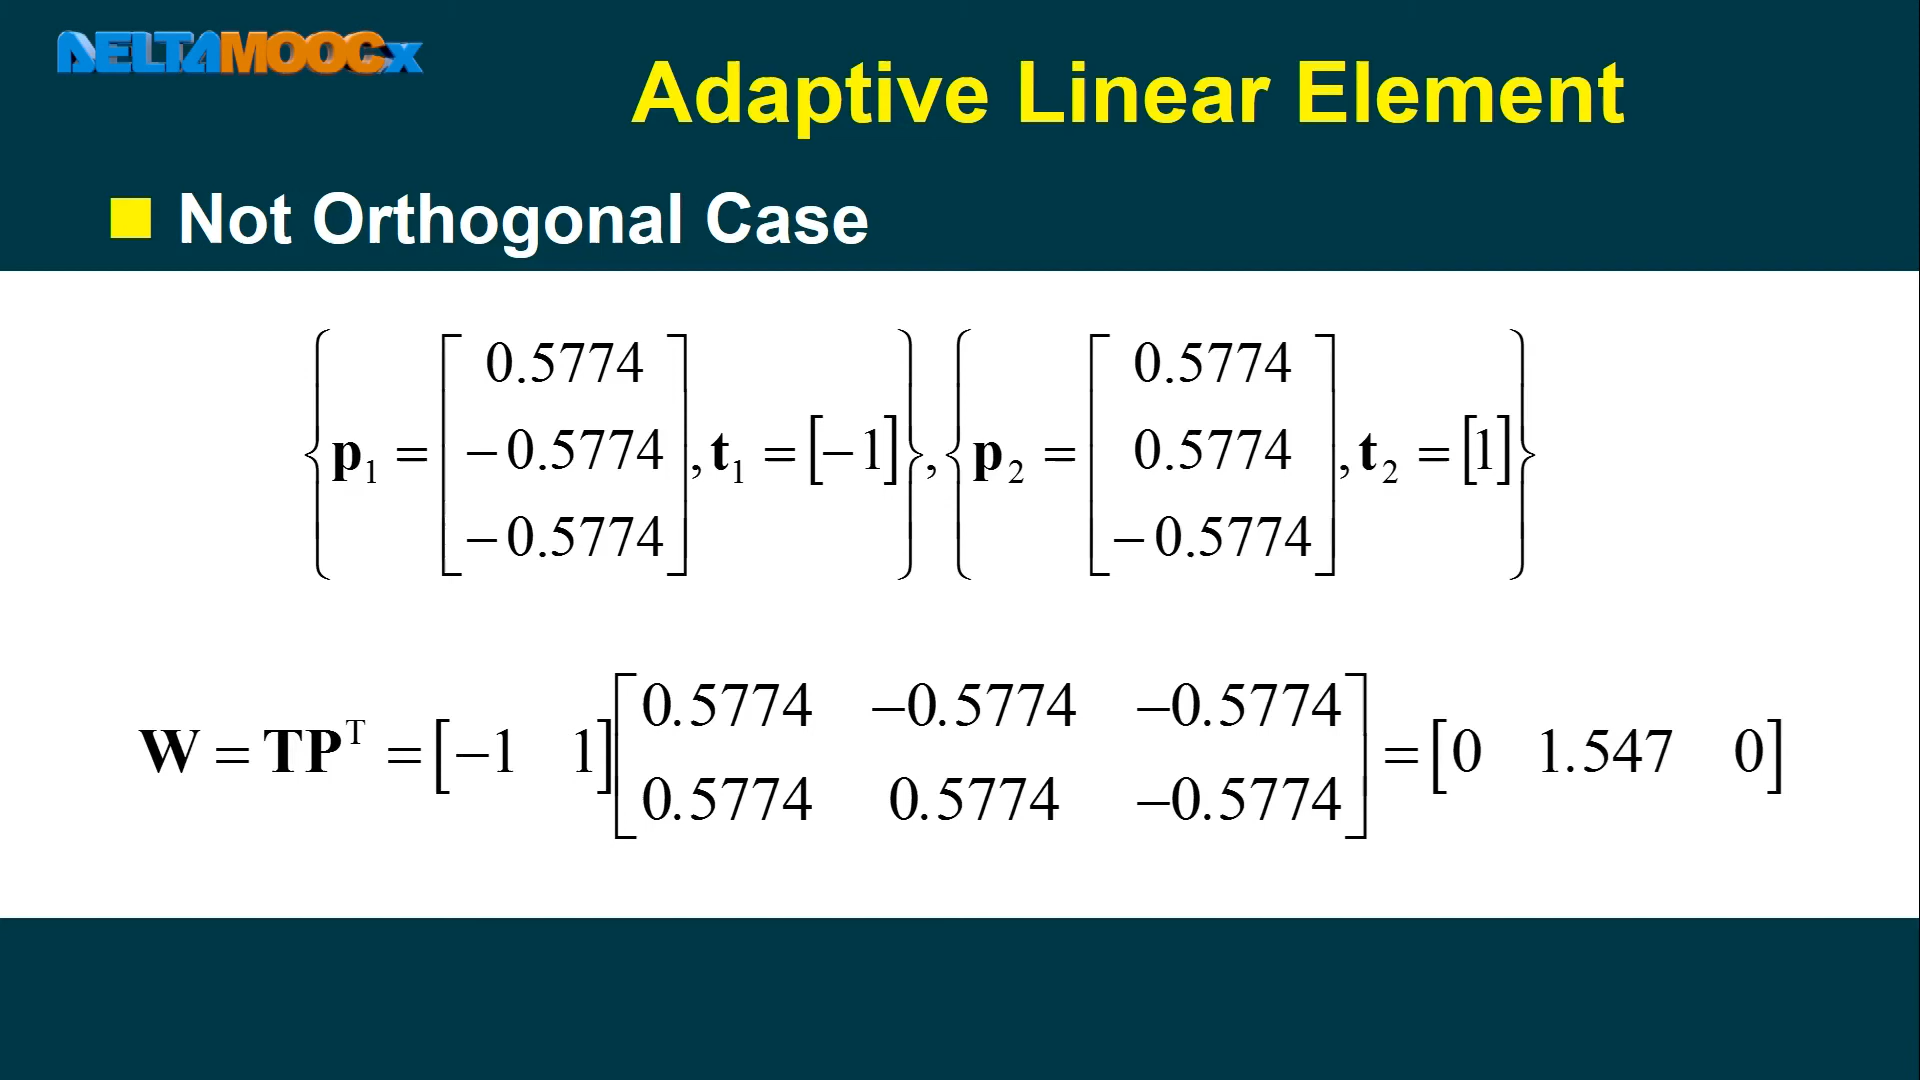 DELTAMOOCx
Adaptive Linear Element
Not Orthogonal Case
{p1 = [0.5774 −0.5774 −0.5774], t1 = [−1]}, {p2 = [0.5774 0.5774 −0.5774], t2 = [1]}
W = TP^T = [−1 1][0.5774 −0.5774 −0.5774 0.5774 0.5774 −0.5774] = [0 1.547 0]